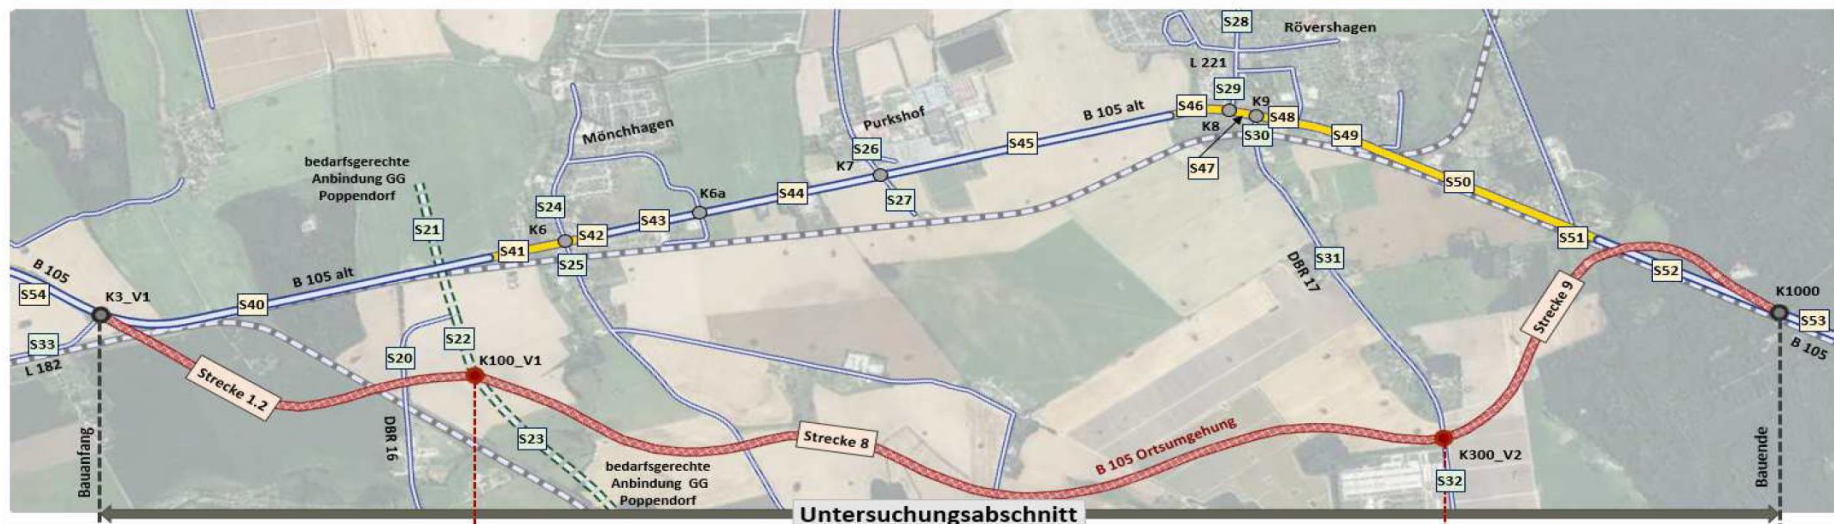 S28
Rövershagen
L 221
S29
S46
K9
S48
B 105 alt
K8
S30
S49
Purkshof
Mönchhagen
S26
S45
S47
bedarfsgerechte
Anbindung GG
Poppendorf
K7
S50
K6a
S44
S27
S24
S43
S21
K6
S42
S51
S41
S25
S31
DBR 17
B 105
B 105 alt
S52
S54
K3_V1
S40
Strecke 9
K1000
S53
S33
L 182
S22
B 105
S20
K100_V1
Strecke 1.2
DBR 16
S23
Strecke 8
B 105 Ortsumgehung
K300_V2
Bauanfang
bedarfsgerechte
Anbindung GG
Poppendorf
S32
Bauende
Untersuchungsabschnitt